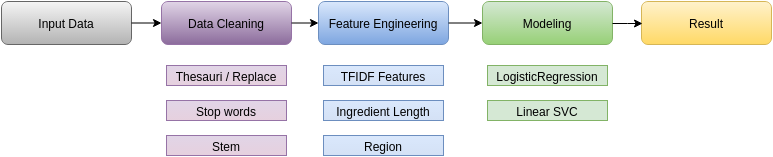 Input Data
Data Cleaning
Feature Engineering
Modeling
Result
Thesauri / Replace
TFIDF Features
LogisticRegression
Stop words
Ingredient Length
Linear SVC
Stem
Region